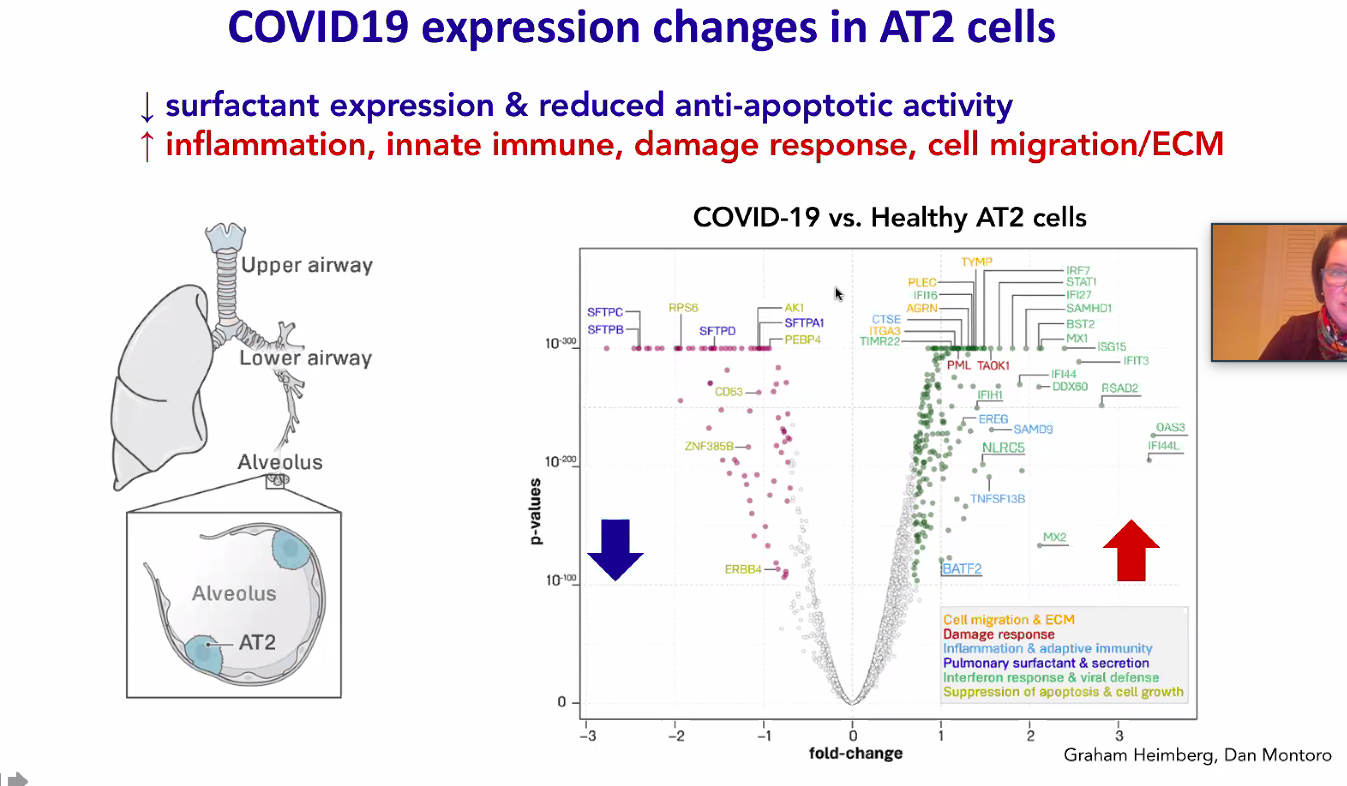 COVID19 expression changes in AT2 cells
↓ surfactant expression & reduced anti-apoptotic activity
↑ inflammation, innate immune, damage response, cell migration/ECM
Upper airway
Lower airway
Alveolus
Alveolus
AT2
COVID-19 vs. Healthy AT2 cells
p-values
10-300
10-200
10-100
0
SFTPC
SFTPB
RPS6
SFTPD
AK1
SFTPA1
PEBP4
CD63
ZNF385B
ERBB4
TYMP
PLEC
IFI16
AGRN
CTSE
ITGA3
TIMR22
PML
TAOK1
IRF7
STAT1
IFI27
SAMHD1
BST2
MX1
ISG15
IFIT3
IFI44
DDX60
RSAD2
IFIH1
EREG
SAMD9
OAS3
IFI44L
NLRC5
TNFSF13B
MX2
BATF2
Cell migration & ECM
Damage response
Inflammation & adaptive immunity
Pulmonary surfactant & secretion
Interferon response & viral defense
Suppression of apoptosis & cell growth
−3
−2
−1
0
1
2
3
fold-change
Graham Heimberg, Dan Montoro